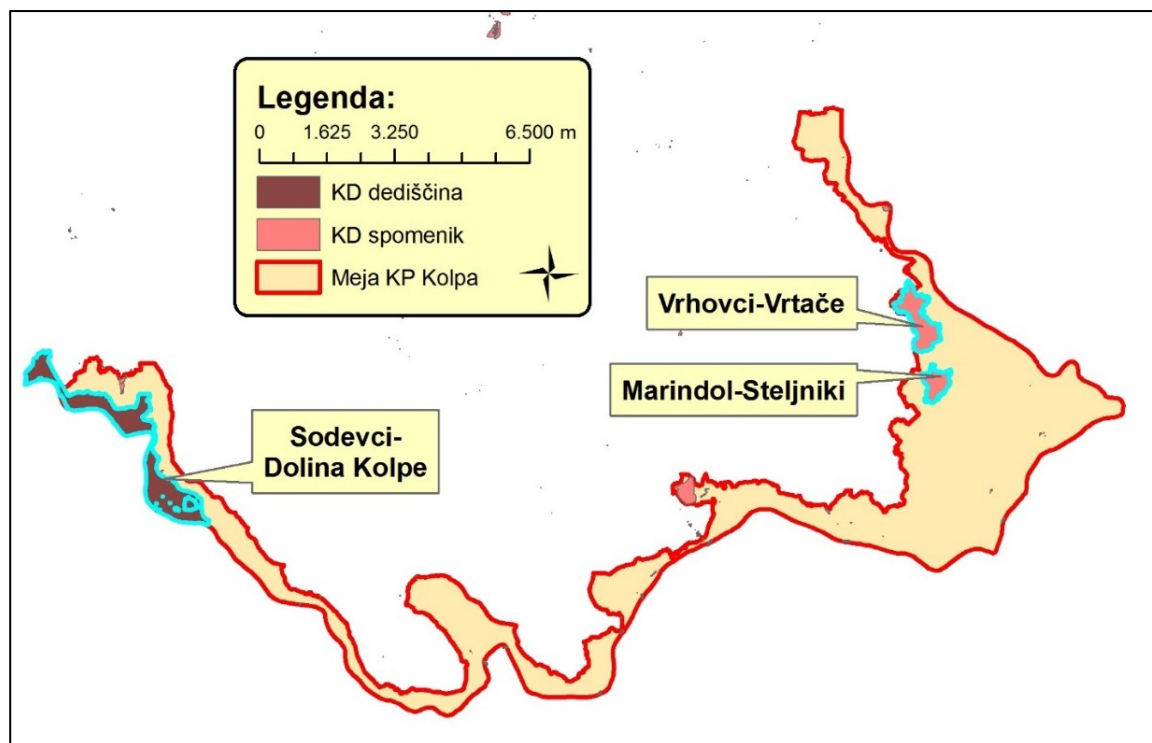 Legenda:
0 1.625 3.250 6.500 m
KD dediščina
KD spomenik
Meja KP Kolpa
Vrhovci-Vrtače
Marindol-Steljniki
Sodevci-
Dolina Kolpe